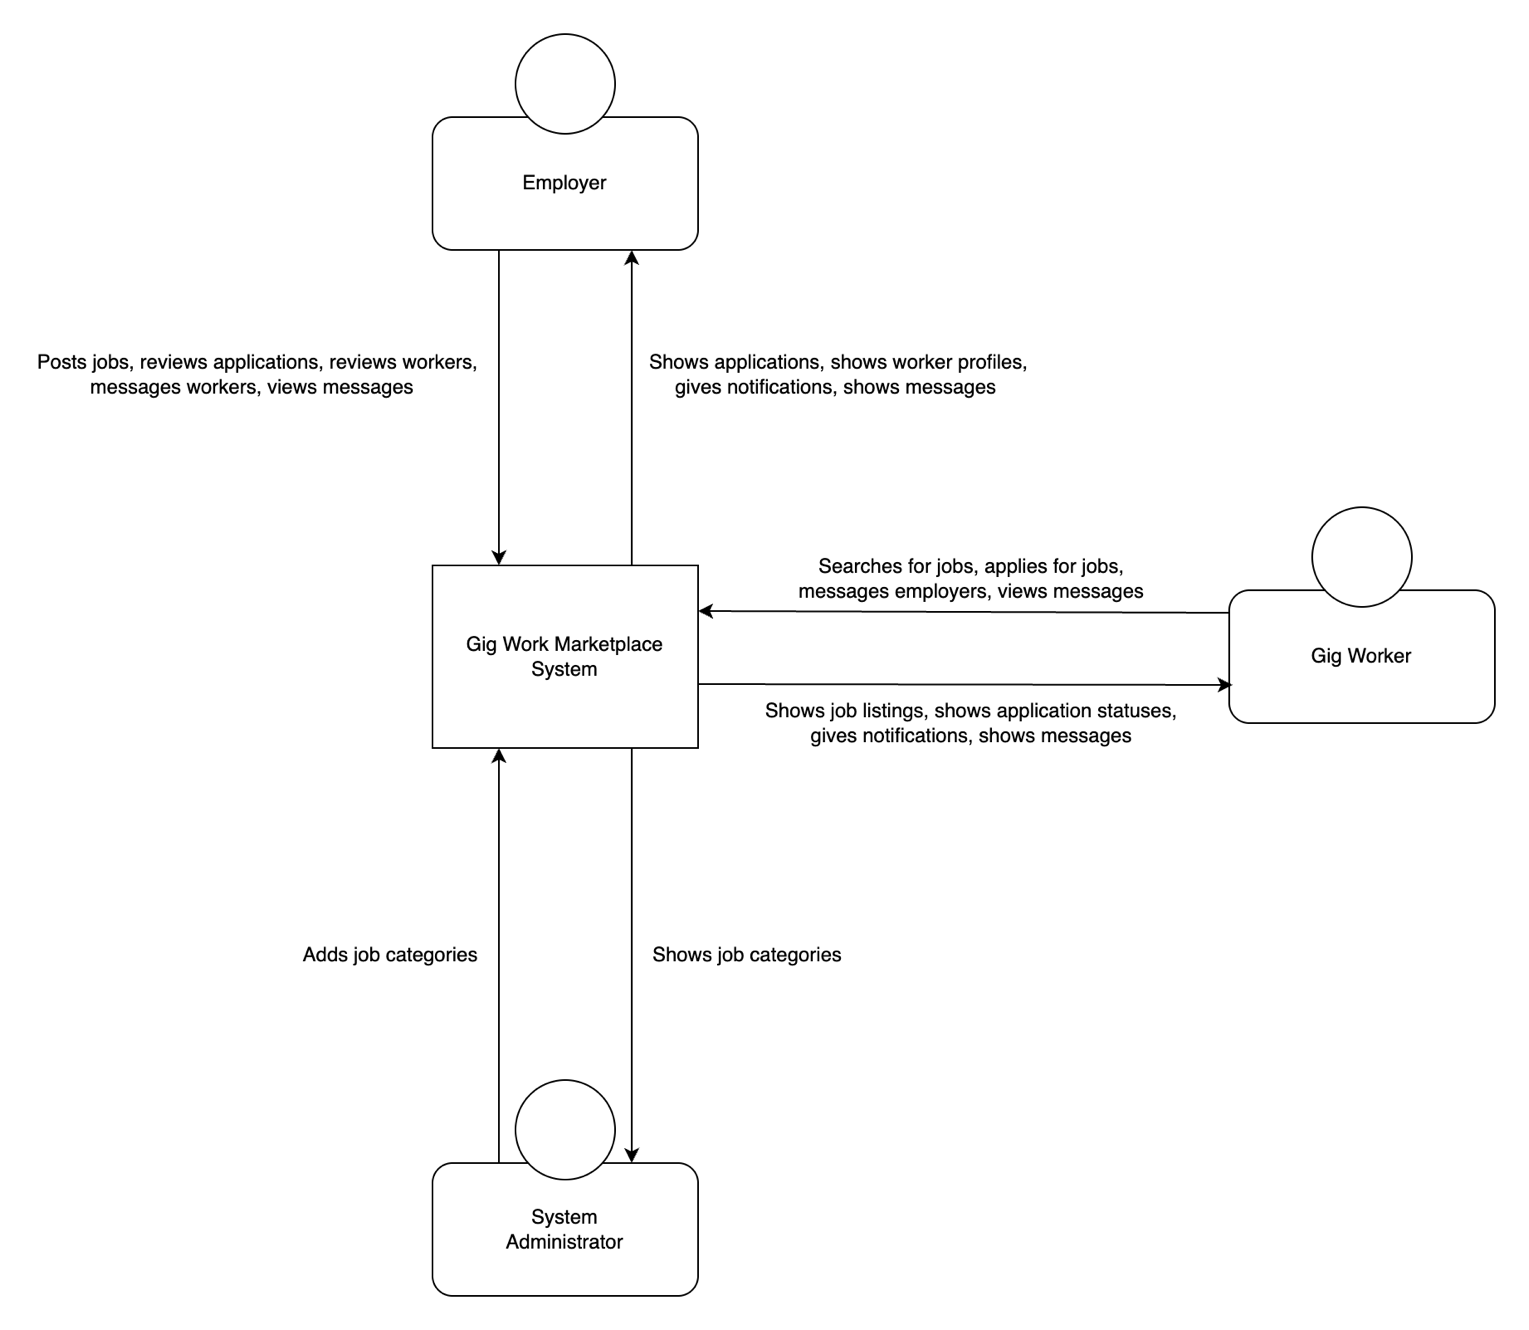 Employer
Posts jobs, reviews applications, reviews workers,
messages workers, views messages
Shows applications, shows worker profiles,
gives notifications, shows messages
Searches for jobs, applies for jobs,
messages employers, views messages
Gig Work Marketplace
System
Gig Worker
Shows job listings, shows application statuses,
gives notifications, shows messages
Adds job categories
Shows job categories
System
Administrator